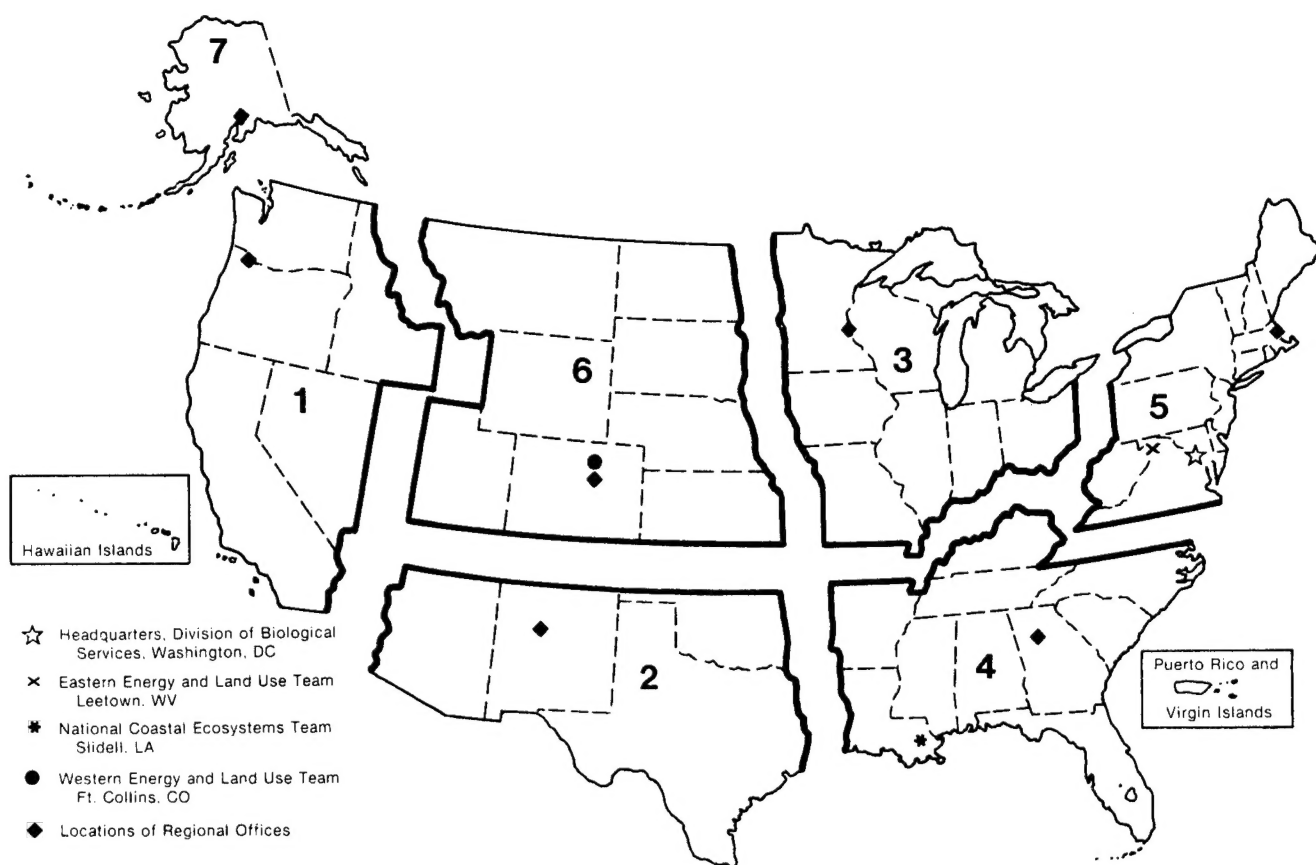 7
1
6
3
5
2
4
Hawaiian Islands
Puerto Rico and
Virgin Islands
Headquarters, Division of Biological
Services, Washington, DC
Eastern Energy and Land Use Team
Leetown, WV
National Coastal Ecosystems Team
Slidell, LA
Western Energy and Land Use Team
Ft. Collins, CO
Locations of Regional Offices